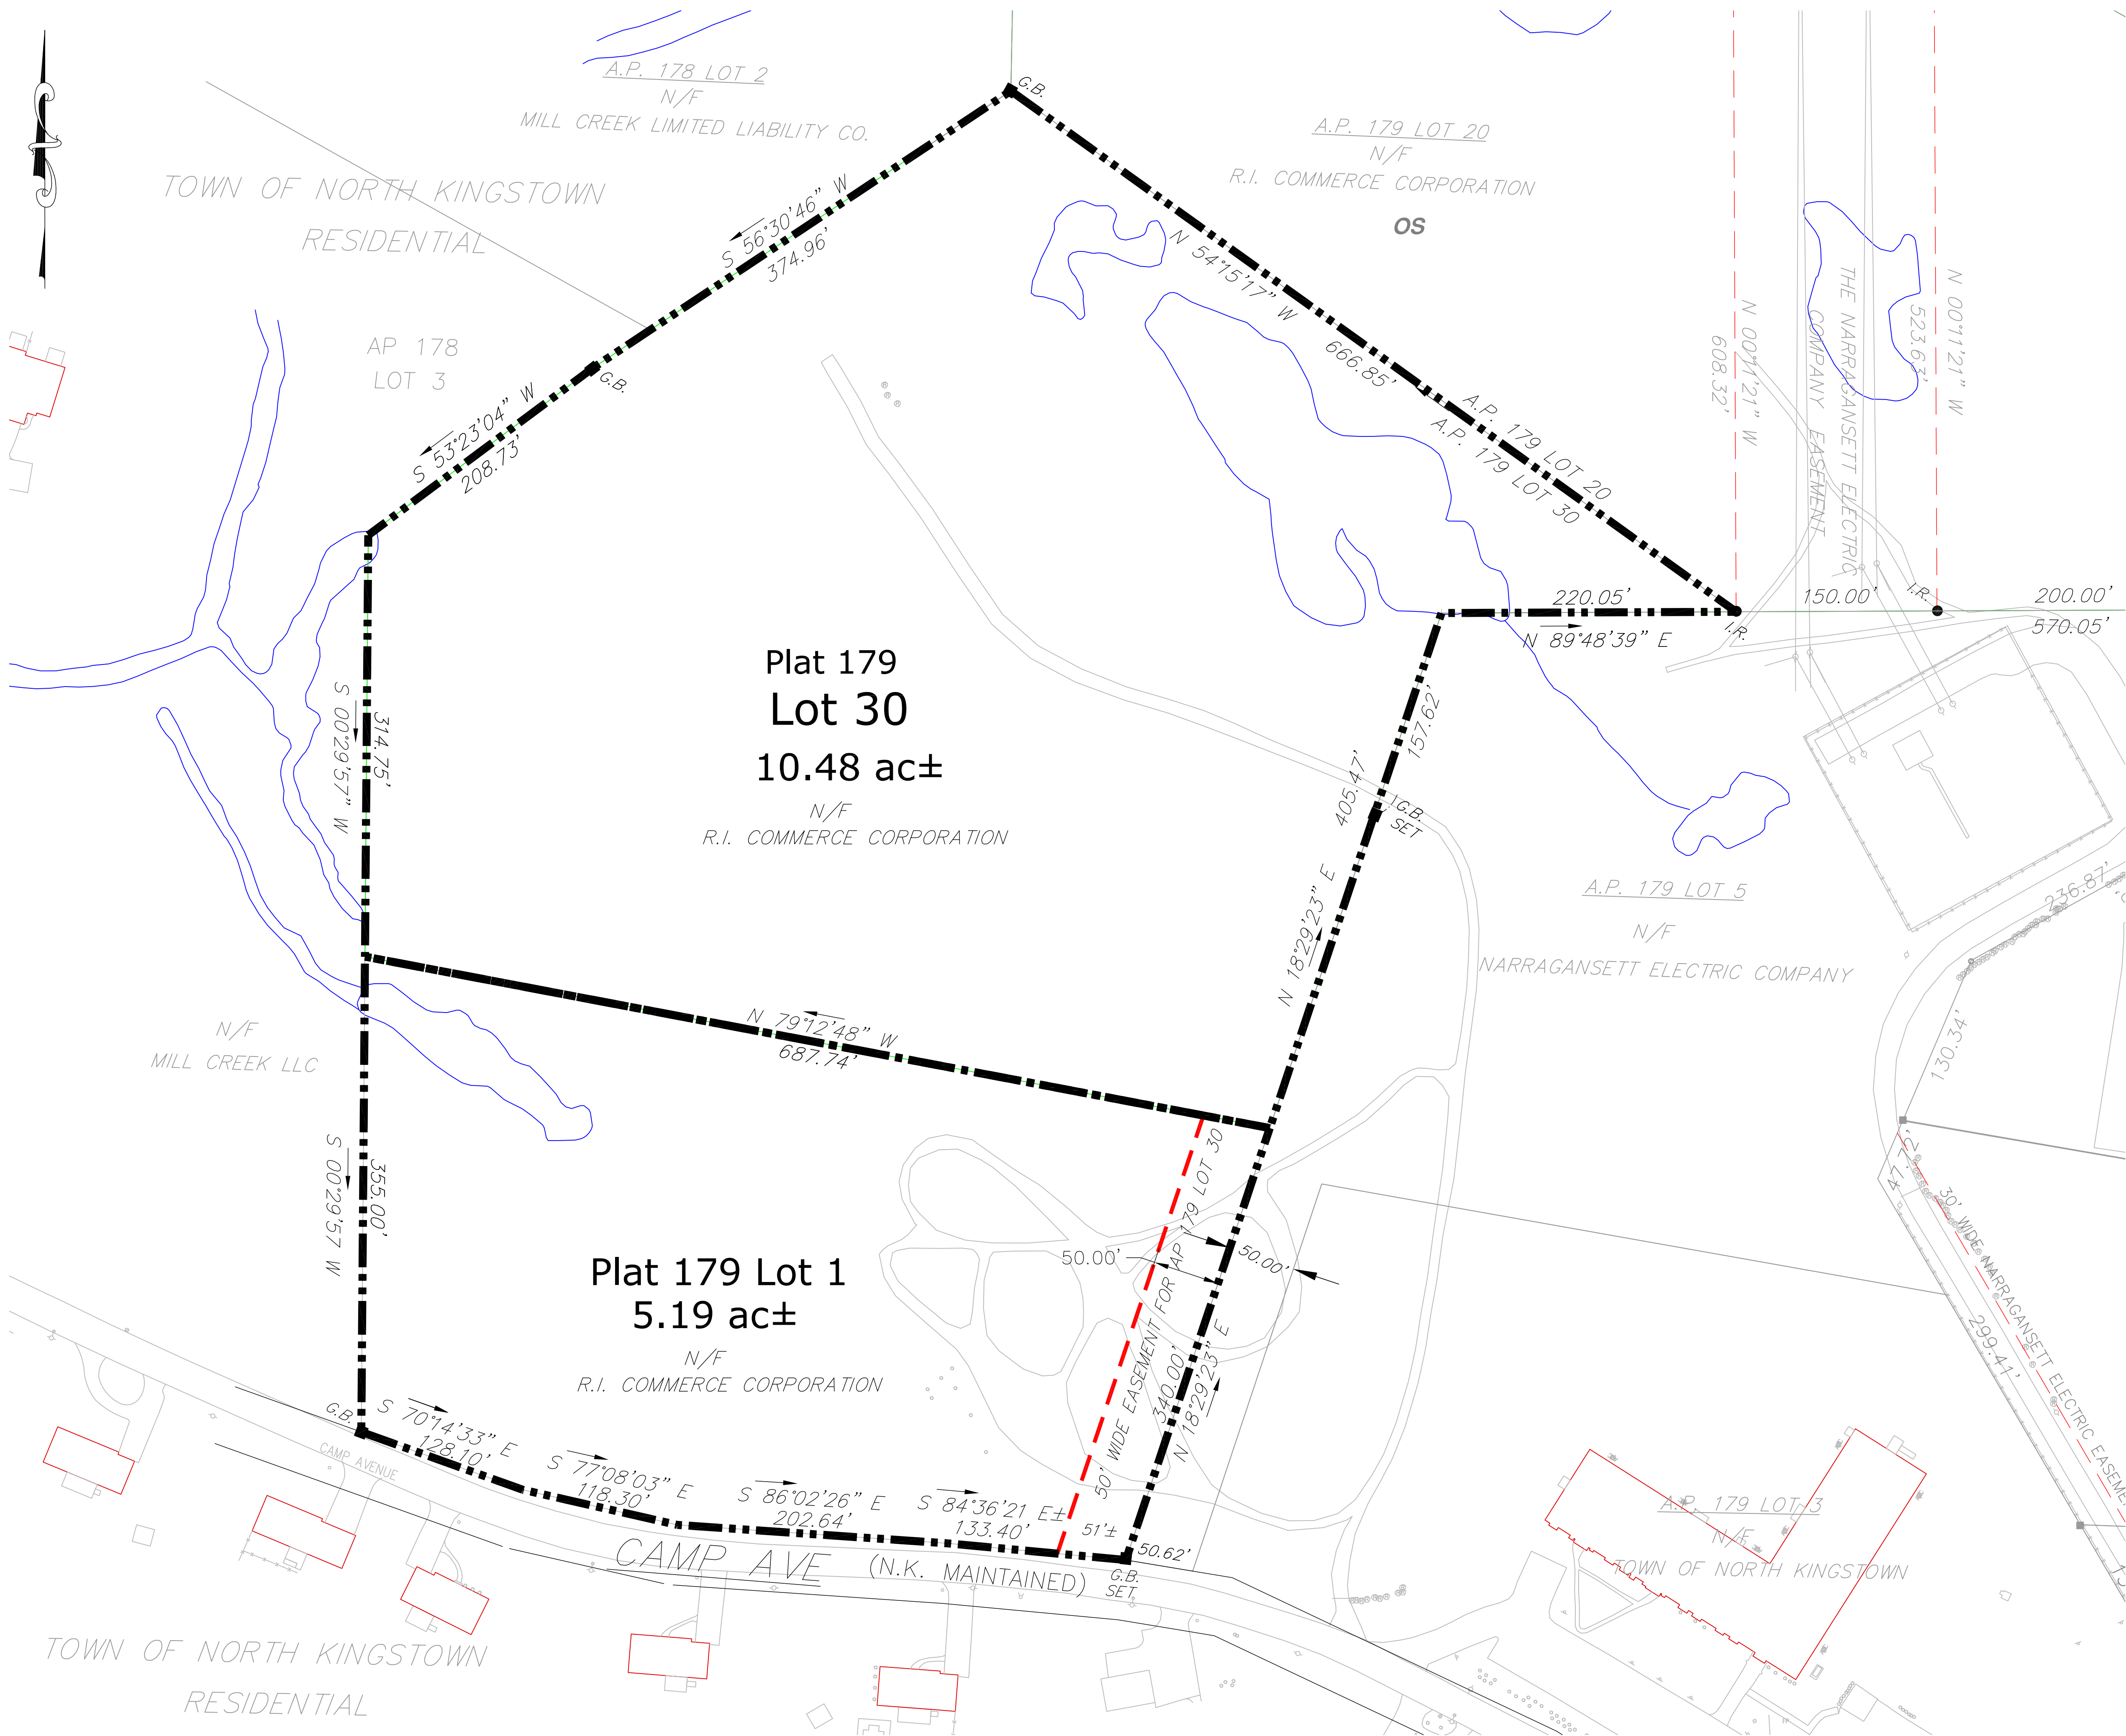 A.P. 178 LOT 2
N/F
MILL CREEK LIMITED LIABILITY CO.
TOWN OF NORTH KINGSTOWN
RESIDENTIAL
G.B.
A.P. 179 LOT 20
N/F
R.I. COMMERCE CORPORATION
OS
S 56°30'46" W
374.96'
N 54°15'17" W
666.85'
A.P. 179 LOT 20
A.P. 179 LOT 30
N 00°11'21" W
608.32'
THE NARRAGANSETT ELECTRIC
COMPANY EASEMENT
N 00°11'21" W
523.63'
AP 178
LOT 3
G.B.
S 53°23'04" W
208.73'
220.05'
N 89°48'39" E
I.R.
150.00'
I.R.
200.00'
570.05'
Plat 179
Lot 30
10.48 ac±
N/F
R.I. COMMERCE CORPORATION
314.75'
S 00°29'57" W
157.62'
405.47'
G.B.
SET
N 18°29'23" E
A.P. 179 LOT 5
N/F
NARRAGANSETT ELECTRIC COMPANY
236.87'
130.34'
N 79°12'48" W
687.74'
N/F
MILL CREEK LLC
355.00'
S 00°29'57 W
47.72'
30' WIDE NARRAGANSETT ELECTRIC EASEME
299.41'
Plat 179 Lot 1
5.19 ac±
N/F
R.I. COMMERCE CORPORATION
50.00'
50.00'
50' WIDE EASEMENT FOR AP 179 LOT 30
340.00'
N 18°29'23" E
G.B.
S 70°14'33" E
128.10'
S 77°08'03" E
118.30'
S 86°02'26" E
202.64'
S 84°36'21 E±
133.40'
51'±
50.62'
G.B.
SET
CAMP AVENUE
CAMP AVE (N.K. MAINTAINED)
A.P. 179 LOT 3
N/F
TOWN OF NORTH KINGSTOWN
TOWN OF NORTH KINGSTOWN
RESIDENTIAL